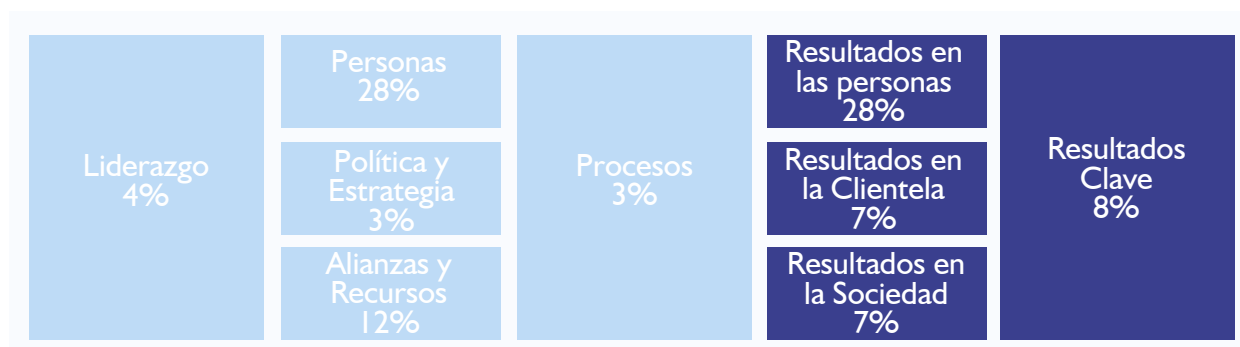 Liderazgo
4%
Personas
28%
Política y
Estrategia
3%
Alianzas y
Recursos
12%
Procesos
3%
Resultados en
las personas
28%
Resultados en
la Clientela
7%
Resultados en
la Sociedad
7%
Resultados
Clave
8%